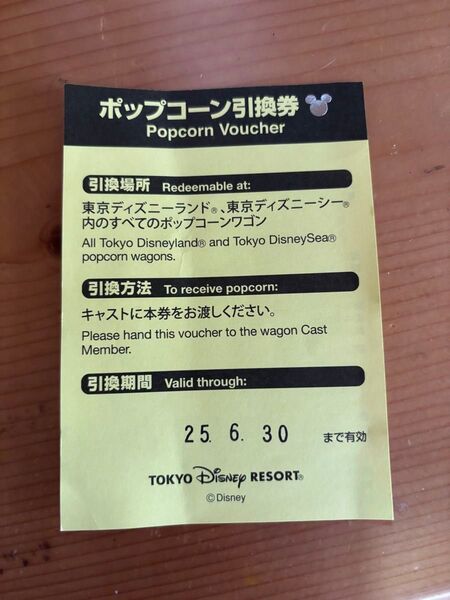 ポップコーン引換券
Popcorn Voucher
引換場所 Redeemable at:
東京ディズニーランド®、東京ディズニーシー®
内のすべてのポップコーンワゴン
All Tokyo Disneyland® and Tokyo DisneySea®
popcorn wagons.
引換方法 To receive popcorn:
キャストに本券をお渡しください。
Please hand this voucher to the wagon Cast
Member.
引換期間 Valid through:
25. 6. 30 まで有効
TOKYO Disney RESORT®
©Disney